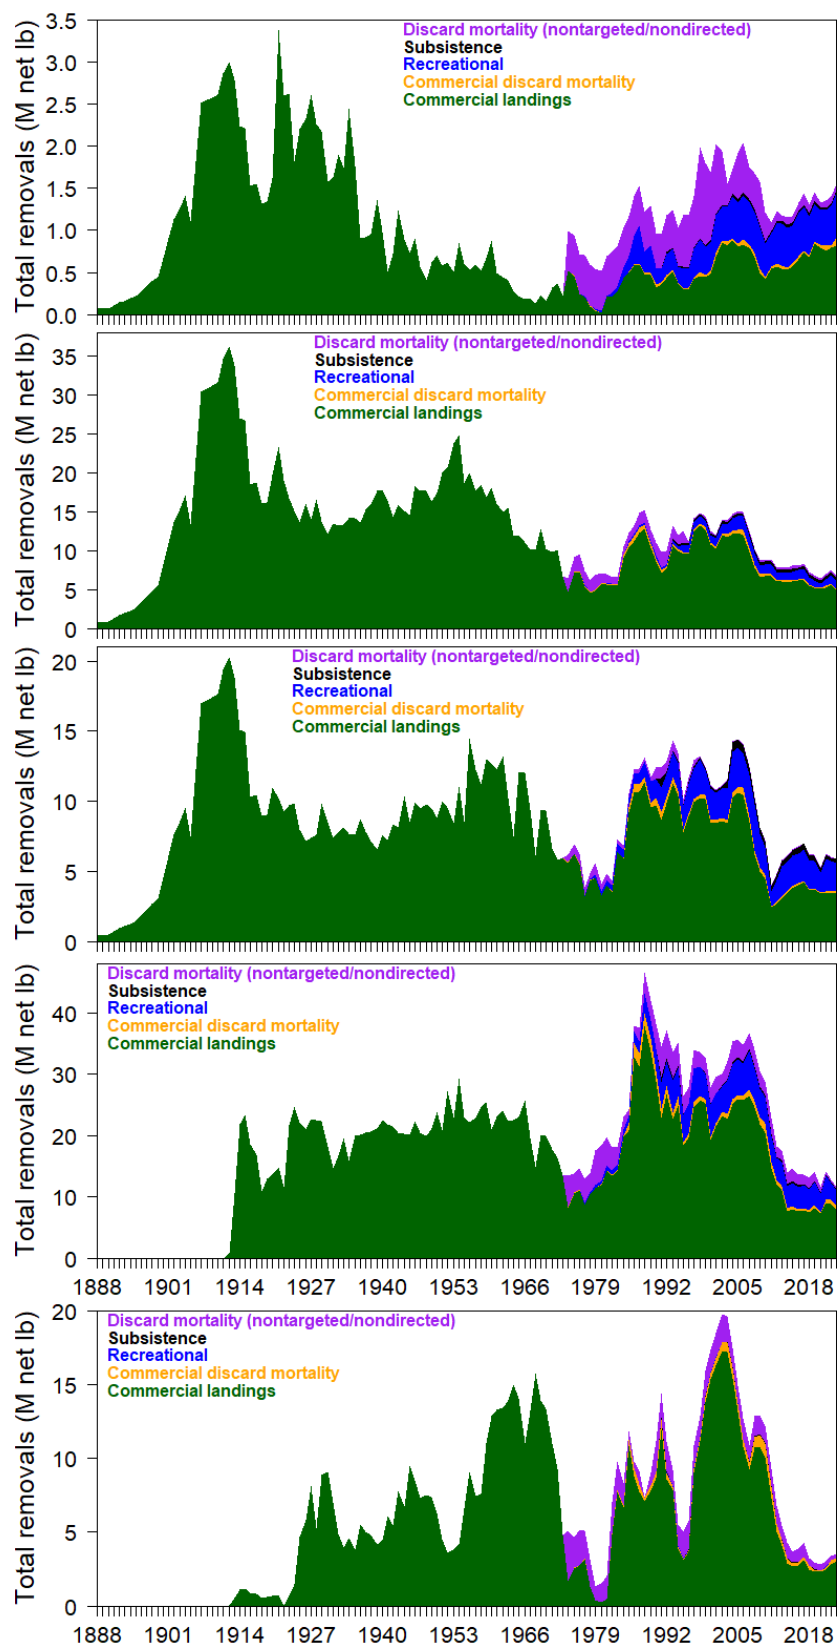 Total removals (M net lb)
3.5
3.0
2.5
2.0
1.5
1.0
0.5
0.0
Discard mortality (nontargeted/nondirected)
Subsistence
Recreational
Commercial discard mortality
Commercial landings
Total removals (M net lb)
35
30
25
20
15
10
5
0
Discard mortality (nontargeted/nondirected)
Subsistence
Recreational
Commercial discard mortality
Commercial landings
Total removals (M net lb)
20
15
10
5
0
Discard mortality (nontargeted/nondirected)
Subsistence
Recreational
Commercial discard mortality
Commercial landings
Total removals (M net lb)
40
30
20
10
0
Discard mortality (nontargeted/nondirected)
Subsistence
Recreational
Commercial discard mortality
Commercial landings
1888 1901 1914 1927 1940 1953 1966 1979 1992 2005 2018
Total removals (M net lb)
20
15
10
5
0
Discard mortality (nontargeted/nondirected)
Subsistence
Recreational
Commercial discard mortality
Commercial landings
1888 1901 1914 1927 1940 1953 1966 1979 1992 2005 2018